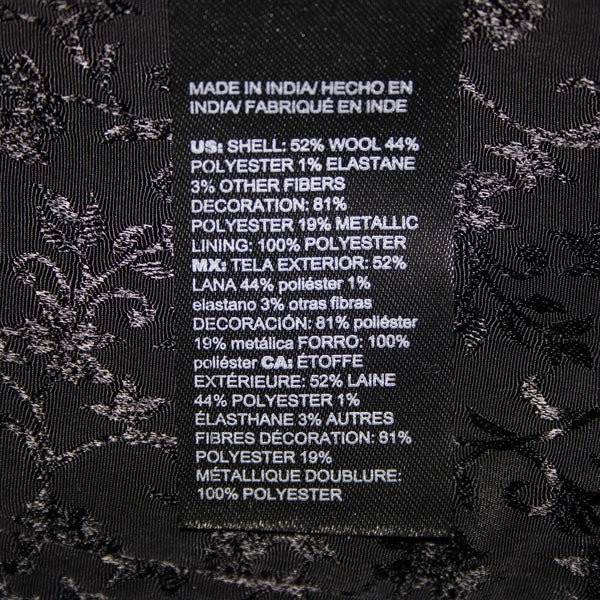 MADE IN INDIA/ HECHO EN
INDIA/ FABRIQUÉ EN INDE
US: SHELL: 52% WOOL 44%
POLYESTER 1% ELASTANE
3% OTHER FIBERS
DECORATION: 81%
POLYESTER 19% METALLIC
LINING: 100% POLYESTER
MX: TELA EXTERIOR: 52%
LANA 44% poliéster 1%
elastano 3% otras fibras
DECORACIÓN: 81% poliéster
19% metálica FORRO: 100%
poliéster CA: ÉTOFFE
EXTÉRIEURE: 52% LAINE
44% POLYESTER 1%
ÉLASTHANE 3% AUTRES
FIBRES DÉCORATION: 81%
POLYESTER 19%
MÉTALLIQUE DOUBLURE:
100% POLYESTER